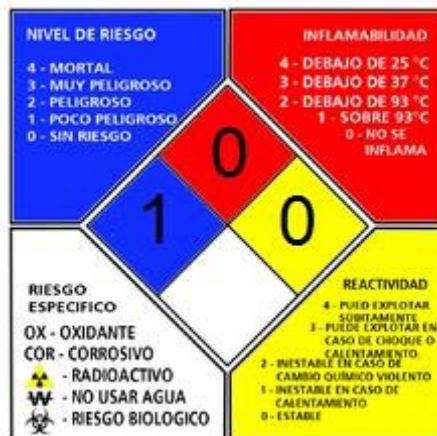 NIVEL DE RIESGO
4 - MORTAL
3 - MUY PELIGROSO
2 - PELIGROSO
1 - POCO PELIGROSO
0 - SIN RIESGO
INFLAMABILIDAD
4 - DEBAJO DE 25 °C
3 - DEBAJO DE 37 °C
2 - DEBAJO DE 93 °C
1 - SOBRE 93°C
0 - NO SE
INFLAMA
0
1
0
RIESGO
ESPECIFICO
OX - OXIDANTE
COR - CORROSIVO
- RADIOACTIVO
W - NO USAR AGUA
- RIESGO BIOLOGICO
REACTIVIDAD
4 - PUED EXPLOTAR
SÚBITAMENTE
3 - PUEDE EXPLOTAR EN
CASO DE CHOQUE O
CALENTAMIENTO.
2 - INESTABLE EN CASO DE
CAMBIO QUÍMICO VIOLENTO
1 - INESTABLE EN CASO DE
CALENTAMIENTO
0 - ESTABLE